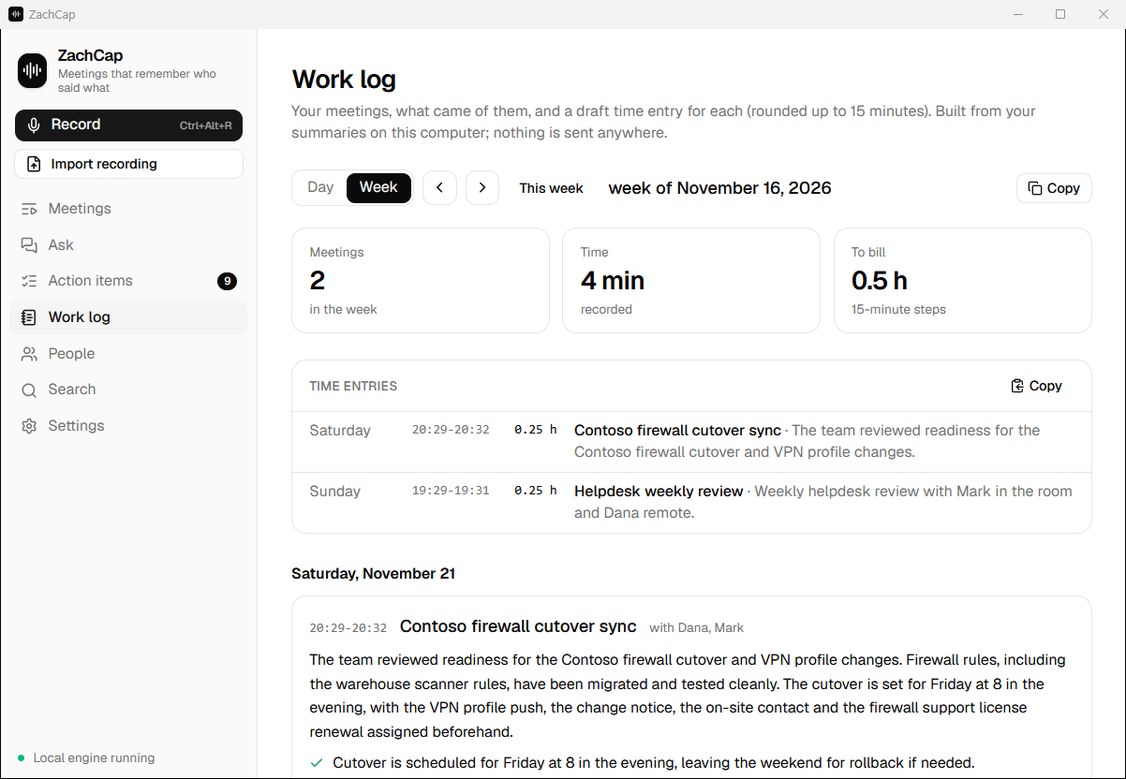 ZachCap
ZachCap
Meetings that remember who
said what
Record Ctrl+Alt+R
Import recording
Meetings
Ask
Action items 9
Work log
People
Search
Settings
Local engine running
Work log
Your meetings, what came of them, and a draft time entry for each (rounded up to 15 minutes). Built from your
summaries on this computer; nothing is sent anywhere.
Day Week This week week of November 16, 2026 Copy
Meetings
2
in the week
Time
4 min
recorded
To bill
0.5 h
15-minute steps
TIME ENTRIES Copy
Saturday 20:29-20:32 0.25 h Contoso firewall cutover sync · The team reviewed readiness for the
Contoso firewall cutover and VPN profile changes.
Sunday 19:29-19:31 0.25 h Helpdesk weekly review · Weekly helpdesk review with Mark in the room
and Dana remote.
Saturday, November 21
20:29-20:32 Contoso firewall cutover sync with Dana, Mark
The team reviewed readiness for the Contoso firewall cutover and VPN profile changes. Firewall rules, including
the warehouse scanner rules, have been migrated and tested cleanly. The cutover is set for Friday at 8 in the
evening, with the VPN profile push, the change notice, the on-site contact and the firewall support license
renewal assigned beforehand.
Cutover is scheduled for Friday at 8 in the evening, leaving the weekend for rollback if needed.